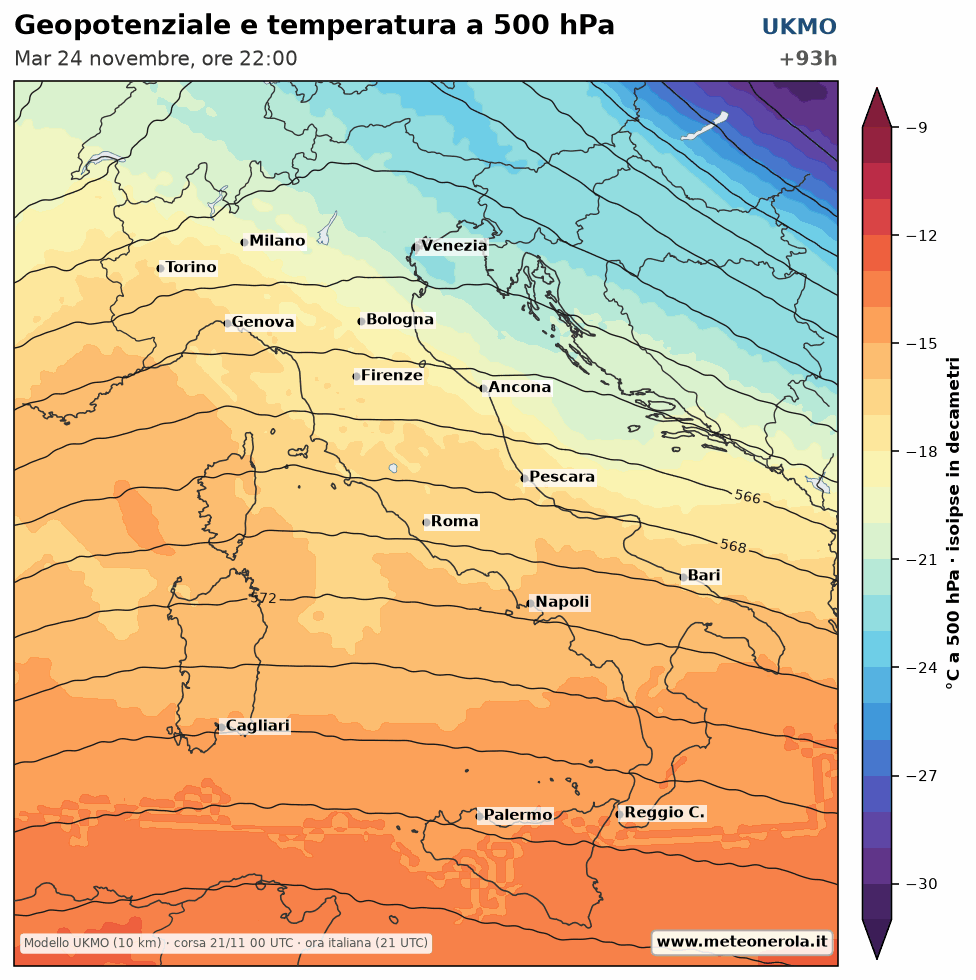 Geopotenziale e temperatura a 500 hPa
UKMO
Mar 24 novembre, ore 22:00
+93h
Milano
Venezia
Torino
Genova
Bologna
Firenze
Ancona
Pescara
566
Roma
568
Bari
572
Napoli
Cagliari
Palermo
Reggio C.
Modello UKMO (10 km) · corsa 21/11 00 UTC · ora italiana (21 UTC)
www.meteonerola.it
−9
−12
−15
−18
−21
−24
−27
−30
°C a 500 hPa · isoipse in decametri